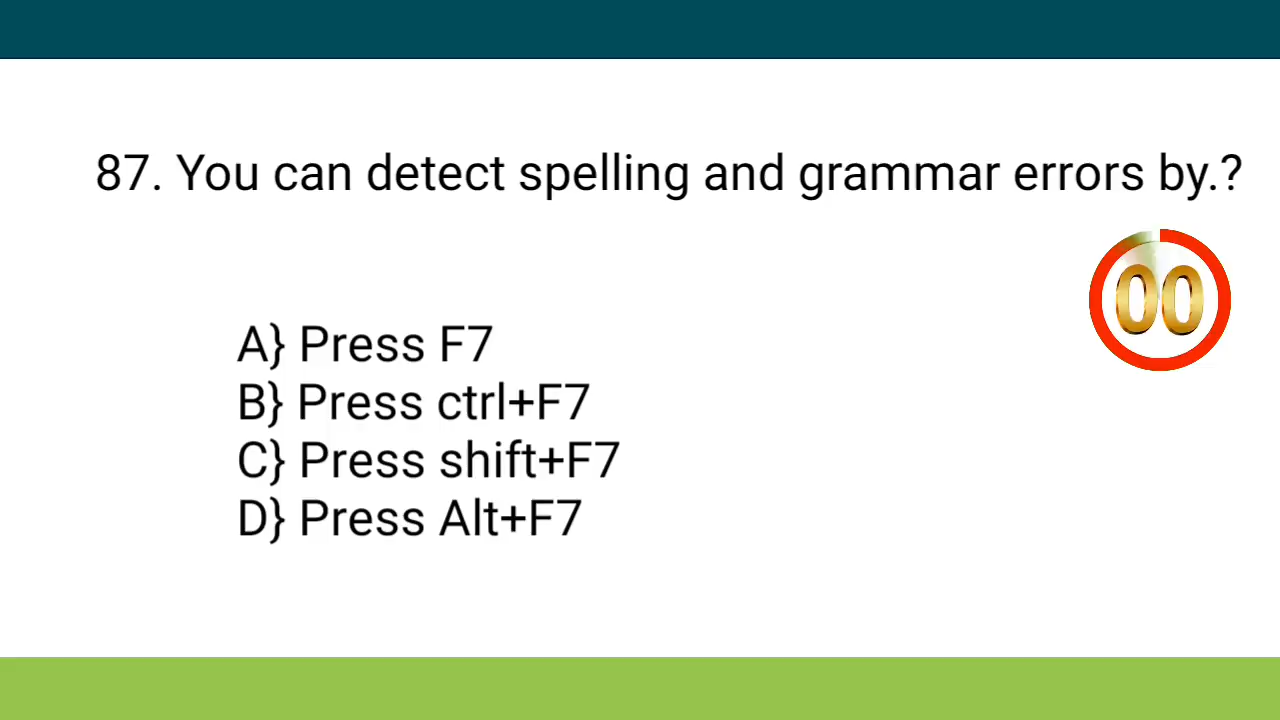 87. You can detect spelling and grammar errors by.?
00
A} Press F7
B} Press ctrl+F7
C} Press shift+F7
D} Press Alt+F7